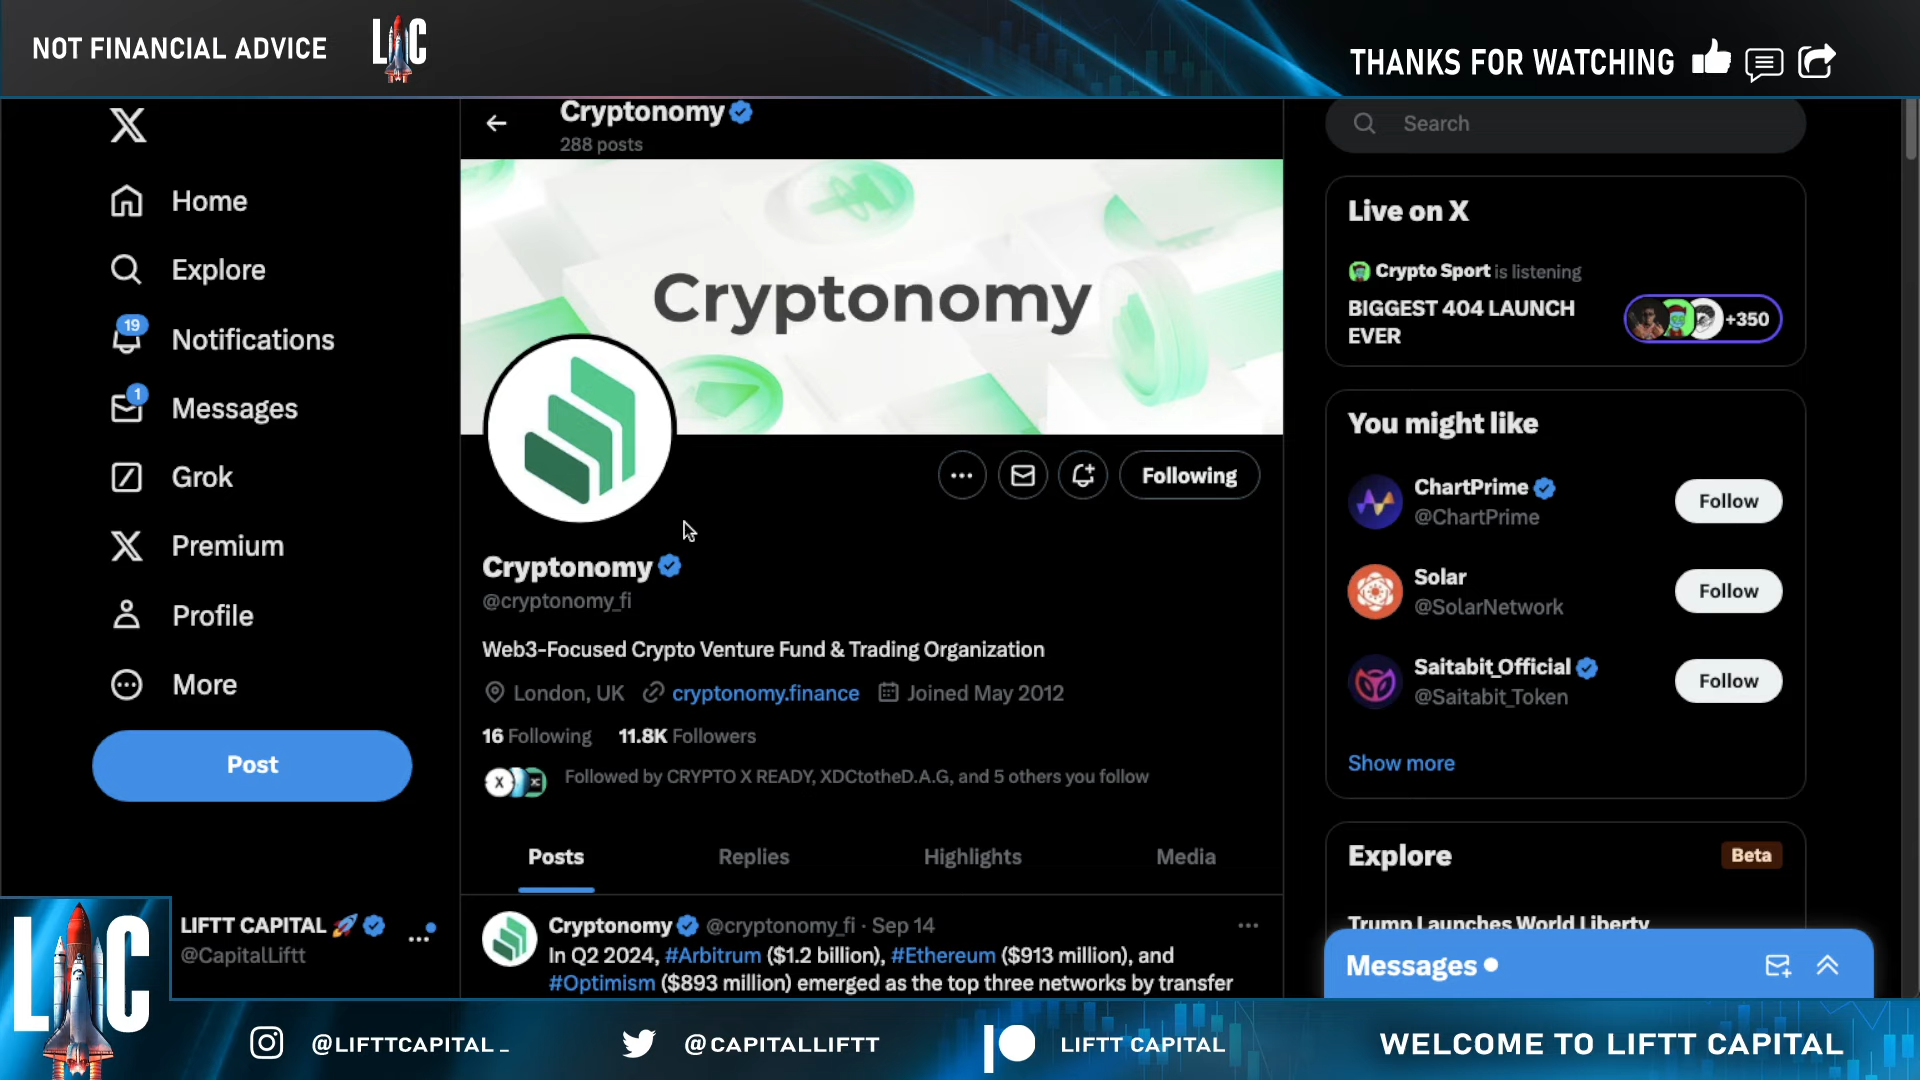 NOT FINANCIAL ADVICE
LC
THANKS FOR WATCHING
Home
Explore
19
Notifications
1
Messages
Grok
Premium
Profile
More
Post
LIFTT CAPITAL 🚀
@CapitalLiftt
Cryptonomy
288 posts
Cryptonomy
Following
Cryptonomy
@cryptonomy_fi
Web3-Focused Crypto Venture Fund & Trading Organization
London, UK cryptonomy.finance Joined May 2012
16 Following 11.8K Followers
Followed by CRYPTO X READY, XDCtotheD.A.G, and 5 others you follow
Posts Replies Highlights Media
Cryptonomy @cryptonomy_fi · Sep 14
In Q2 2024, #Arbitrum ($1.2 billion), #Ethereum ($913 million), and
#Optimism ($893 million) emerged as the top three networks by transfer
Search
Live on X
Crypto Sport is listening
BIGGEST 404 LAUNCH
EVER
+350
You might like
ChartPrime
@ChartPrime
Follow
Solar
@SolarNetwork
Follow
Saitabit_Official
@Saitabit_Token
Follow
Show more
Explore
Beta
Trump Launches World Liberty
Messages
LC
@LIFTTCAPITAL_
@CAPITALLIFTT
LIFTT CAPITAL
WELCOME TO LIFTT CAPITAL